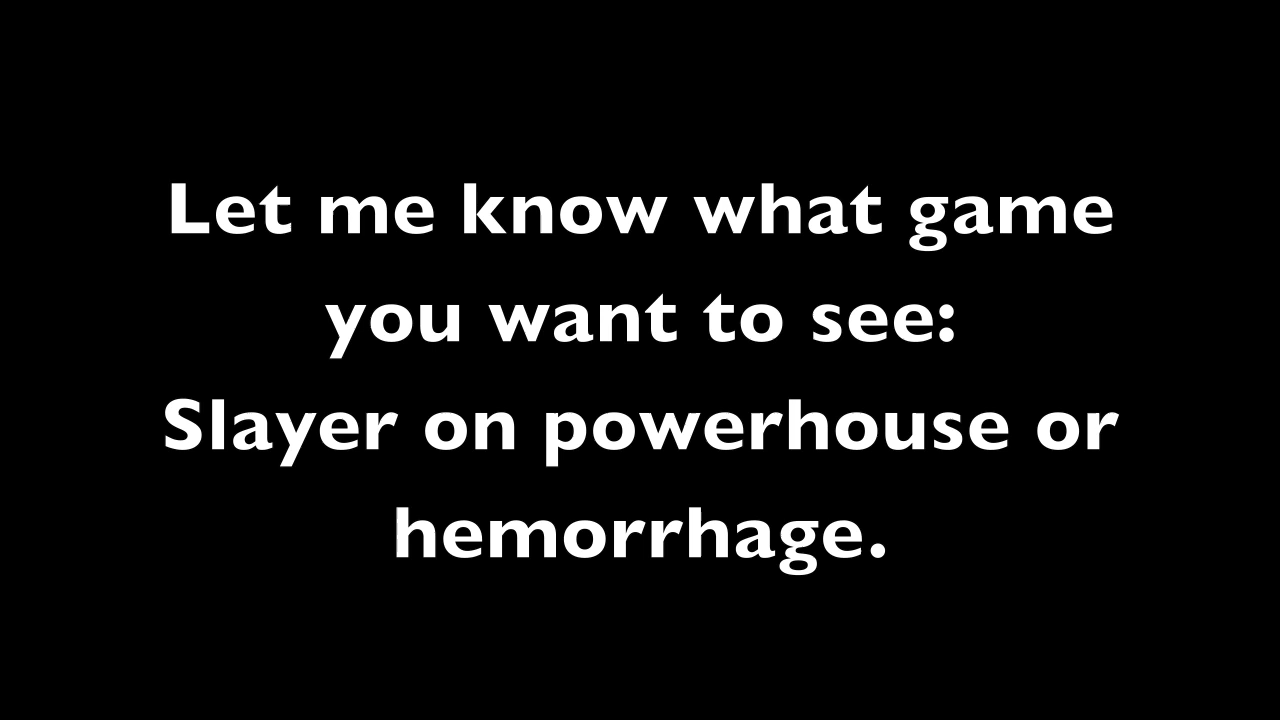 Let me know what game
you want to see:
Slayer on powerhouse or
hemorrhage.